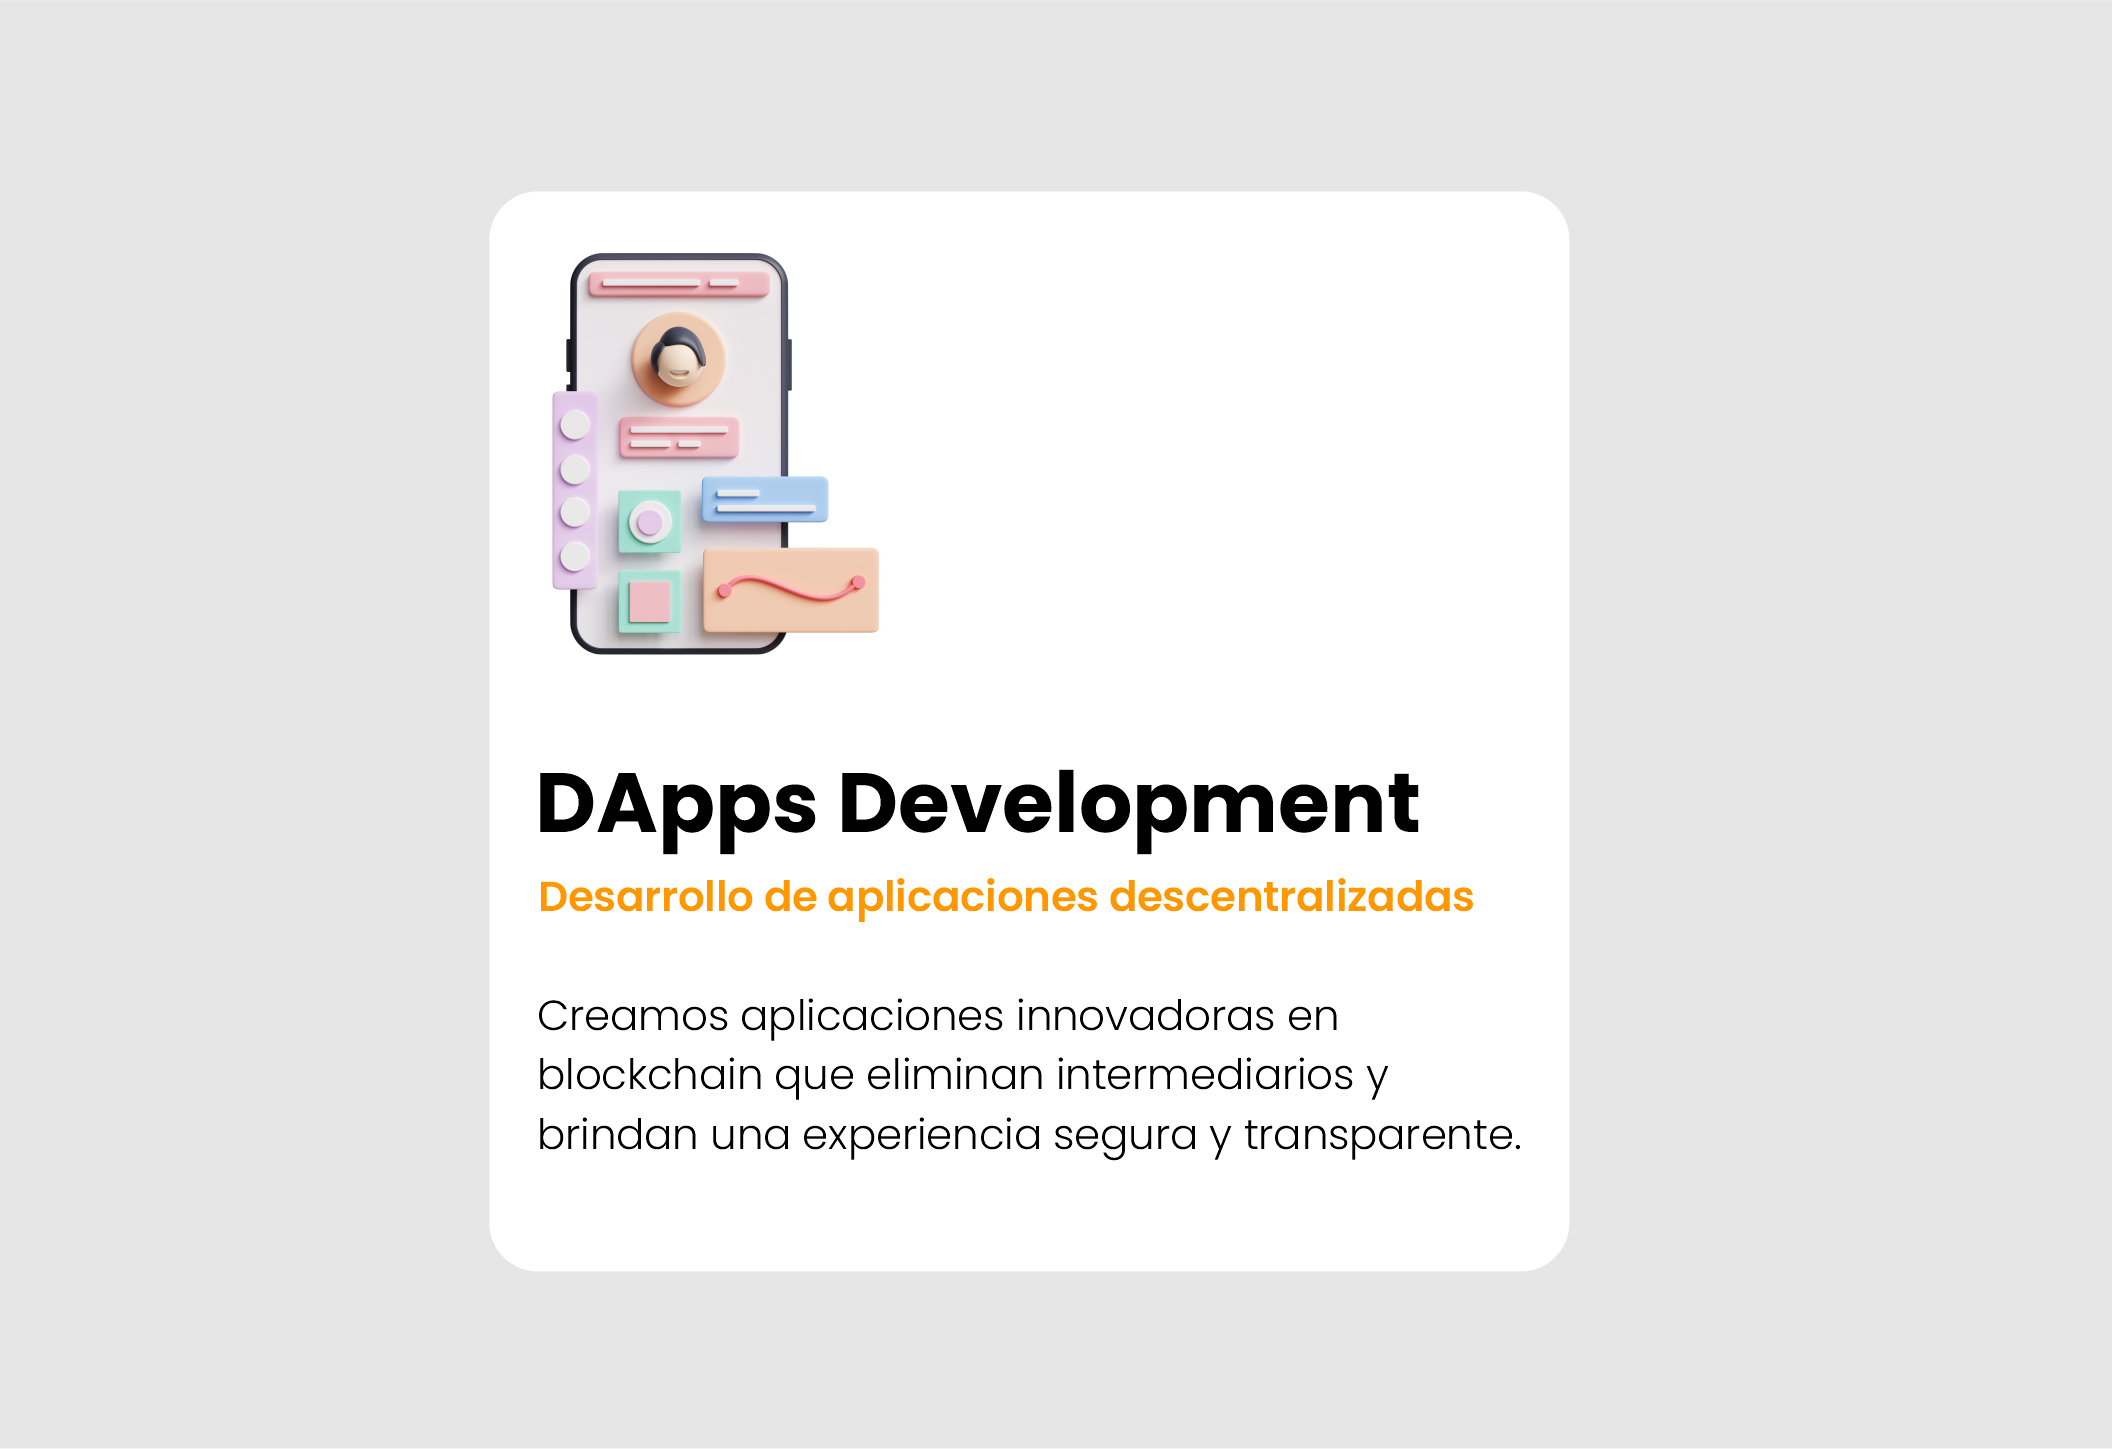 DApps Development
Desarrollo de aplicaciones descentralizadas
Creamos aplicaciones innovadoras en
blockchain que eliminan intermediarios y
brindan una experiencia segura y transparente.